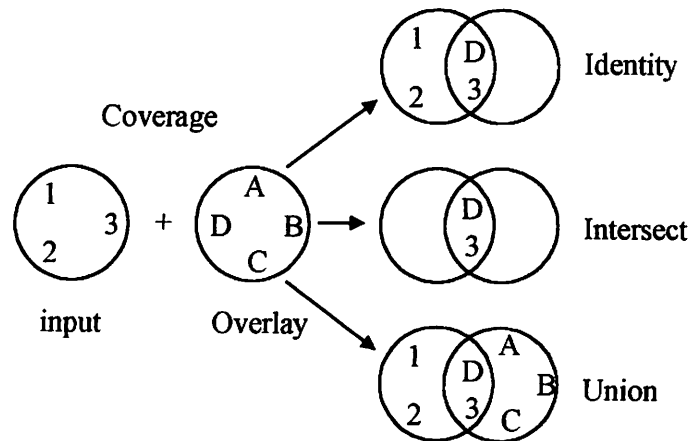 1 D
3 2 Identity
Coverage
1 2 3 + A B C D
D 3 Intersect
input Overlay
1 2 D 3 A B C Union